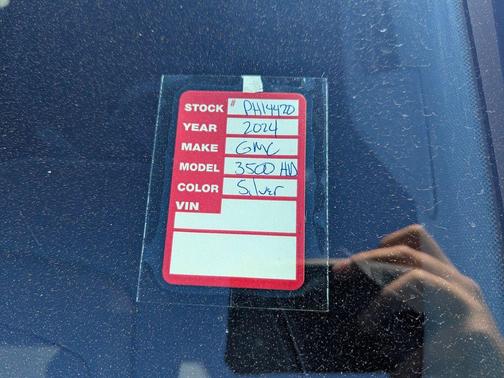 STOCK # PH14420
YEAR 2024
MAKE GMC
MODEL 3500 HD
COLOR Silver
VIN